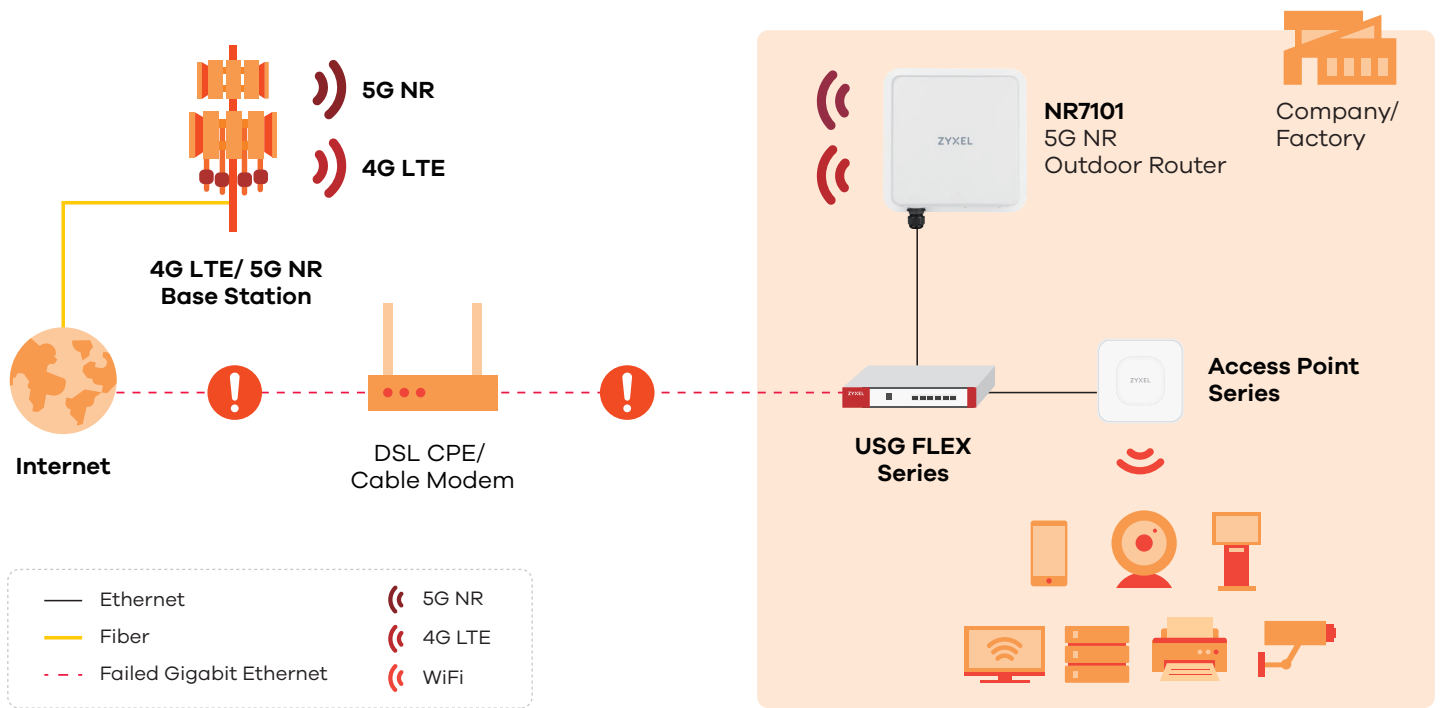 5G NR
4G LTE
4G LTE/ 5G NR
Base Station
Internet
DSL CPE/
Cable Modem
ZYXEL
NR7101
5G NR
Outdoor Router
Company/
Factory
ZYXEL
USG FLEX
Series
ZYXEL
Access Point
Series
Ethernet
Fiber
Failed Gigabit Ethernet
5G NR
4G LTE
WiFi